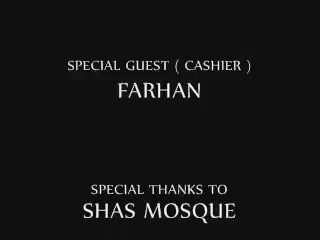 SPECIAL GUEST ( CASHIER )
FARHAN
SPECIAL THANKS TO
SHAS MOSQUE